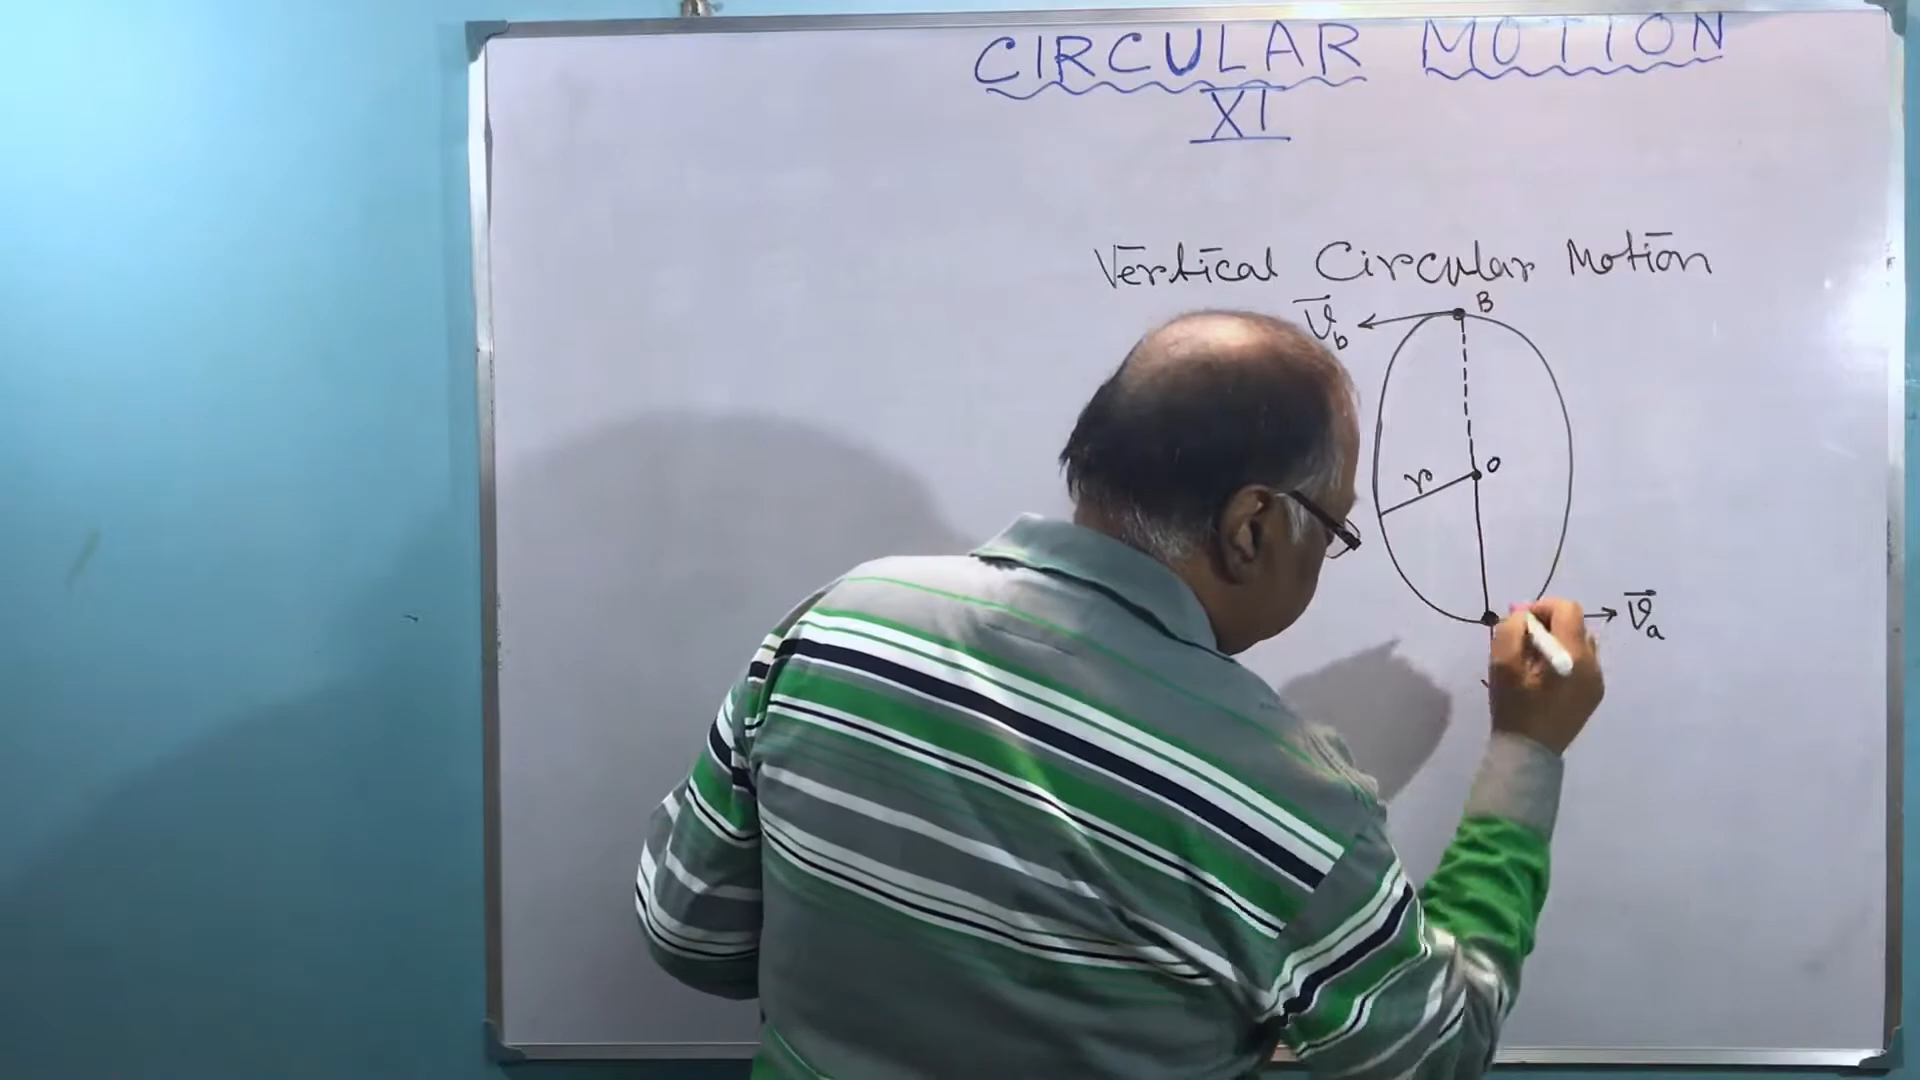 CIRCULAR MOTION
XI
Vertical Circular Motion
B
V⃗b
O
r
V⃗a